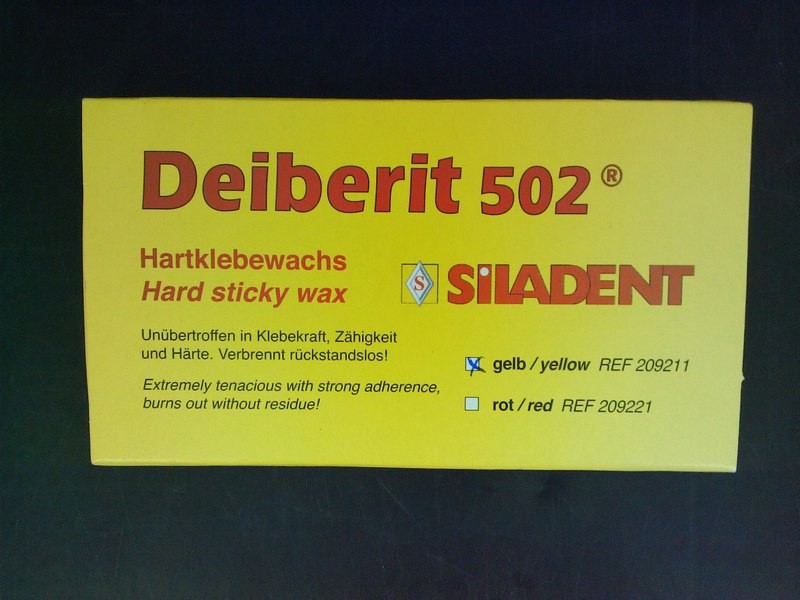 Deiberit 502®
Hartklebewachs
Hard sticky wax
S SiLADENT
Unübertroffen in Klebekraft, Zähigkeit
und Härte. Verbrennt rückstandslos!
Extremely tenacious with strong adherence,
burns out without residue!
gelb / yellow REF 209211
rot / red REF 209221